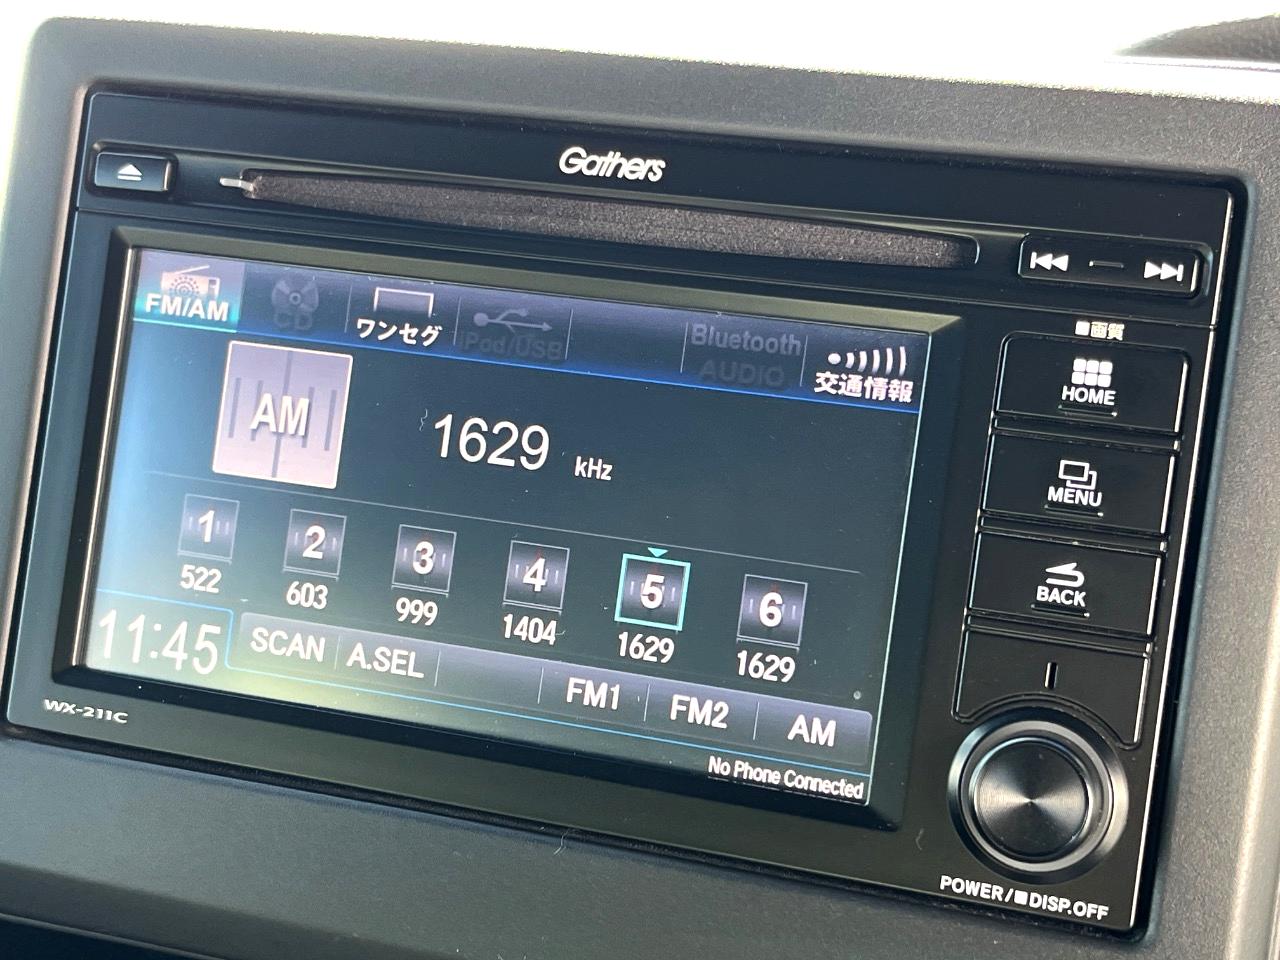 Gathers
FM/AM
CD
ワンセグ
iPod/USB
Bluetooth
AUDIO
交通情報
■画質
HOME
MENU
BACK
AM
1629 kHz
1 2 3 4 5 6
522 603 999 1404 1629 1629
11:45
SCAN A.SEL FM1 FM2 AM
No Phone Connected
WX-211C
POWER/■DISP.OFF